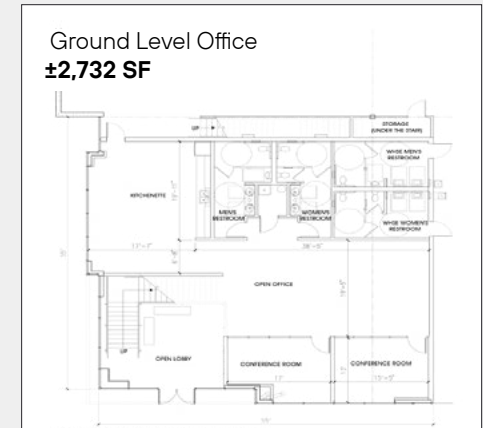 Ground Level Office
±2,732 SF
UP
STORAGE
(UNDER THE STAIR)
WHSE MEN'S
RESTROOM
KITCHENETTE
MEN'S
RESTROOM
WOMEN'S
RESTROOM
WHSE WOMEN'S
RESTROOM
OPEN OFFICE
UP
OPEN LOBBY
CONFERENCE ROOM
CONFERENCE ROOM